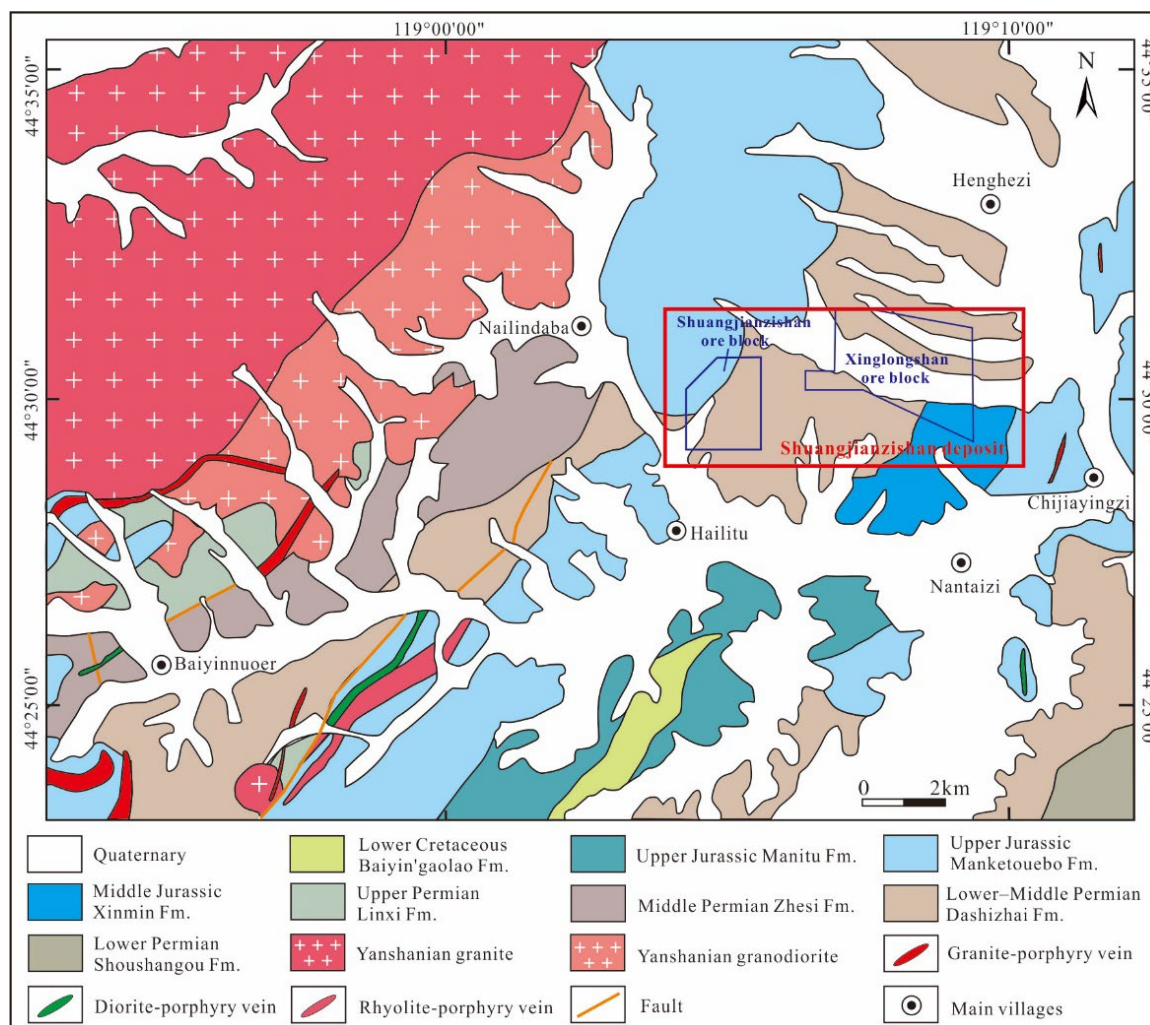 119°00'00"
119°10'00"
44°35'00"
44°35'00"
N
Henghezi
Nailindaba
Shuangjianzishan
ore block
Xinglongshan
ore block
44°30'00"
44°30'00"
Shuangjianzishan deposit
Chijiayingzi
Hailitu
Nantaizi
Baiyinnuoer
44°25'00"
44°25'00"
0 2km
Quaternary
Lower Cretaceous
Baiyin'gaolao Fm.
Upper Jurassic Manitu Fm.
Upper Jurassic
Manketouebo Fm.
Middle Jurassic
Xinmin Fm.
Upper Permian
Linxi Fm.
Middle Permian Zhesi Fm.
Lower–Middle Permian
Dashizhai Fm.
Lower Permian
Shoushangou Fm.
Yanshanian granite
Yanshanian granodiorite
Granite-porphyry vein
Diorite-porphyry vein
Rhyolite-porphyry vein
Fault
Main villages